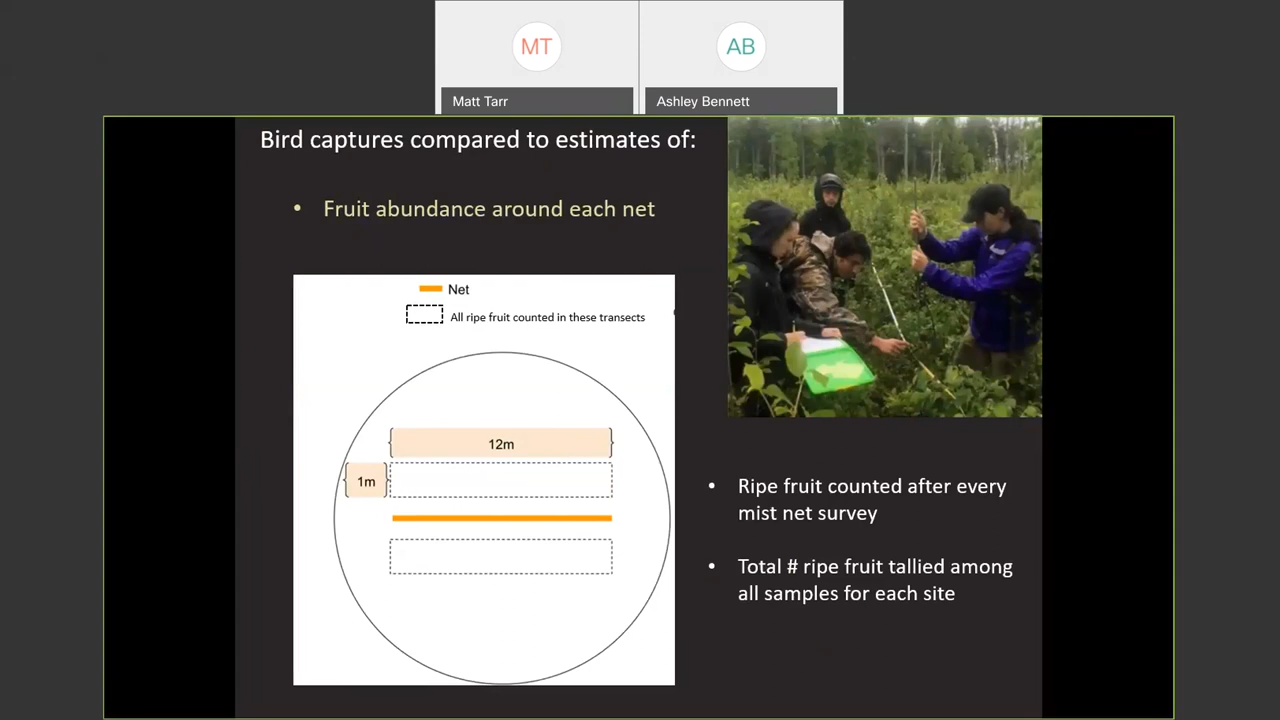 MT
AB
Matt Tarr
Ashley Bennett
Bird captures compared to estimates of:
• Fruit abundance around each net
Net
All ripe fruit counted in these transects
12m
1m
• Ripe fruit counted after every
mist net survey
• Total # ripe fruit tallied among
all samples for each site